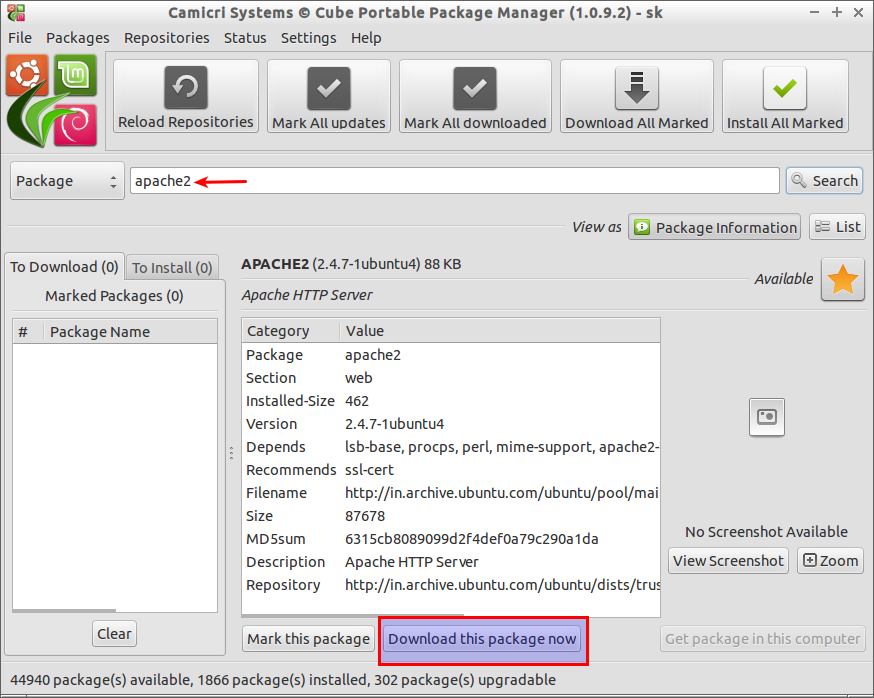 Camicri Systems © Cube Portable Package Manager (1.0.9.2) - sk
File Packages Repositories Status Settings Help
Reload Repositories Mark All updates Mark All downloaded Download All Marked Install All Marked
Package apache2 Search
View as Package Information List
To Download (0) To Install (0)
Marked Packages (0)
# Package Name
Clear
APACHE2 (2.4.7-1ubuntu4) 88 KB
Apache HTTP Server
Available
Category Value
Package apache2
Section web
Installed-Size 462
Version 2.4.7-1ubuntu4
Depends lsb-base, procps, perl, mime-support, apache2-
Recommends ssl-cert
Filename http://in.archive.ubuntu.com/ubuntu/pool/mai
Size 87678
MD5sum 6315cb8089099d2f4def0a79c290a1da
Description Apache HTTP Server
Repository http://in.archive.ubuntu.com/ubuntu/dists/trus
No Screenshot Available
View Screenshot Zoom
Mark this package Download this package now Get package in this computer
44940 package(s) available, 1866 package(s) installed, 302 package(s) upgradable